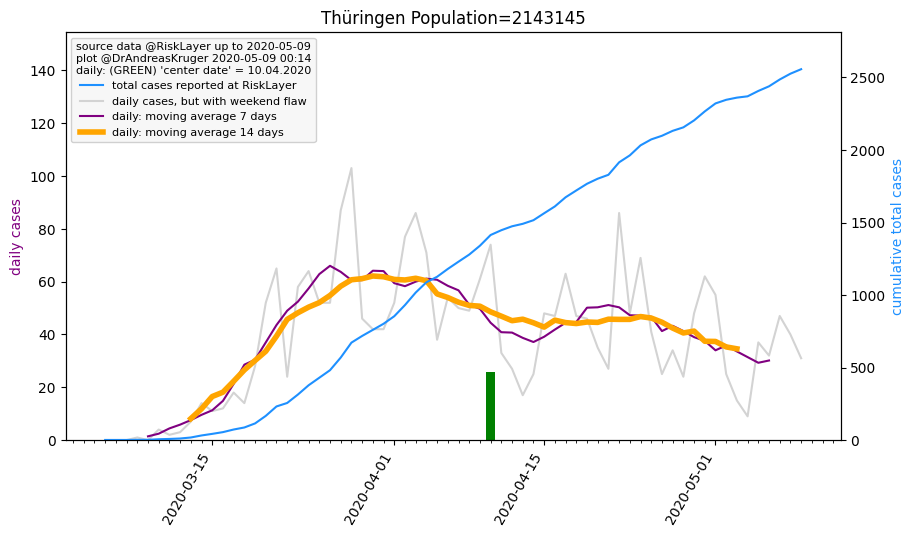 Thüringen Population=2143145
source data @RiskLayer up to 2020-05-09
plot @DrAndreasKruger 2020-05-09 00:14
daily: (GREEN) 'center date' = 10.04.2020
total cases reported at RiskLayer
daily cases, but with weekend flaw
daily: moving average 7 days
daily: moving average 14 days
daily cases
140
120
100
80
60
40
20
0
2500
2000
1500
1000
500
0
cumulative total cases
2020-03-15
2020-04-01
2020-04-15
2020-05-01